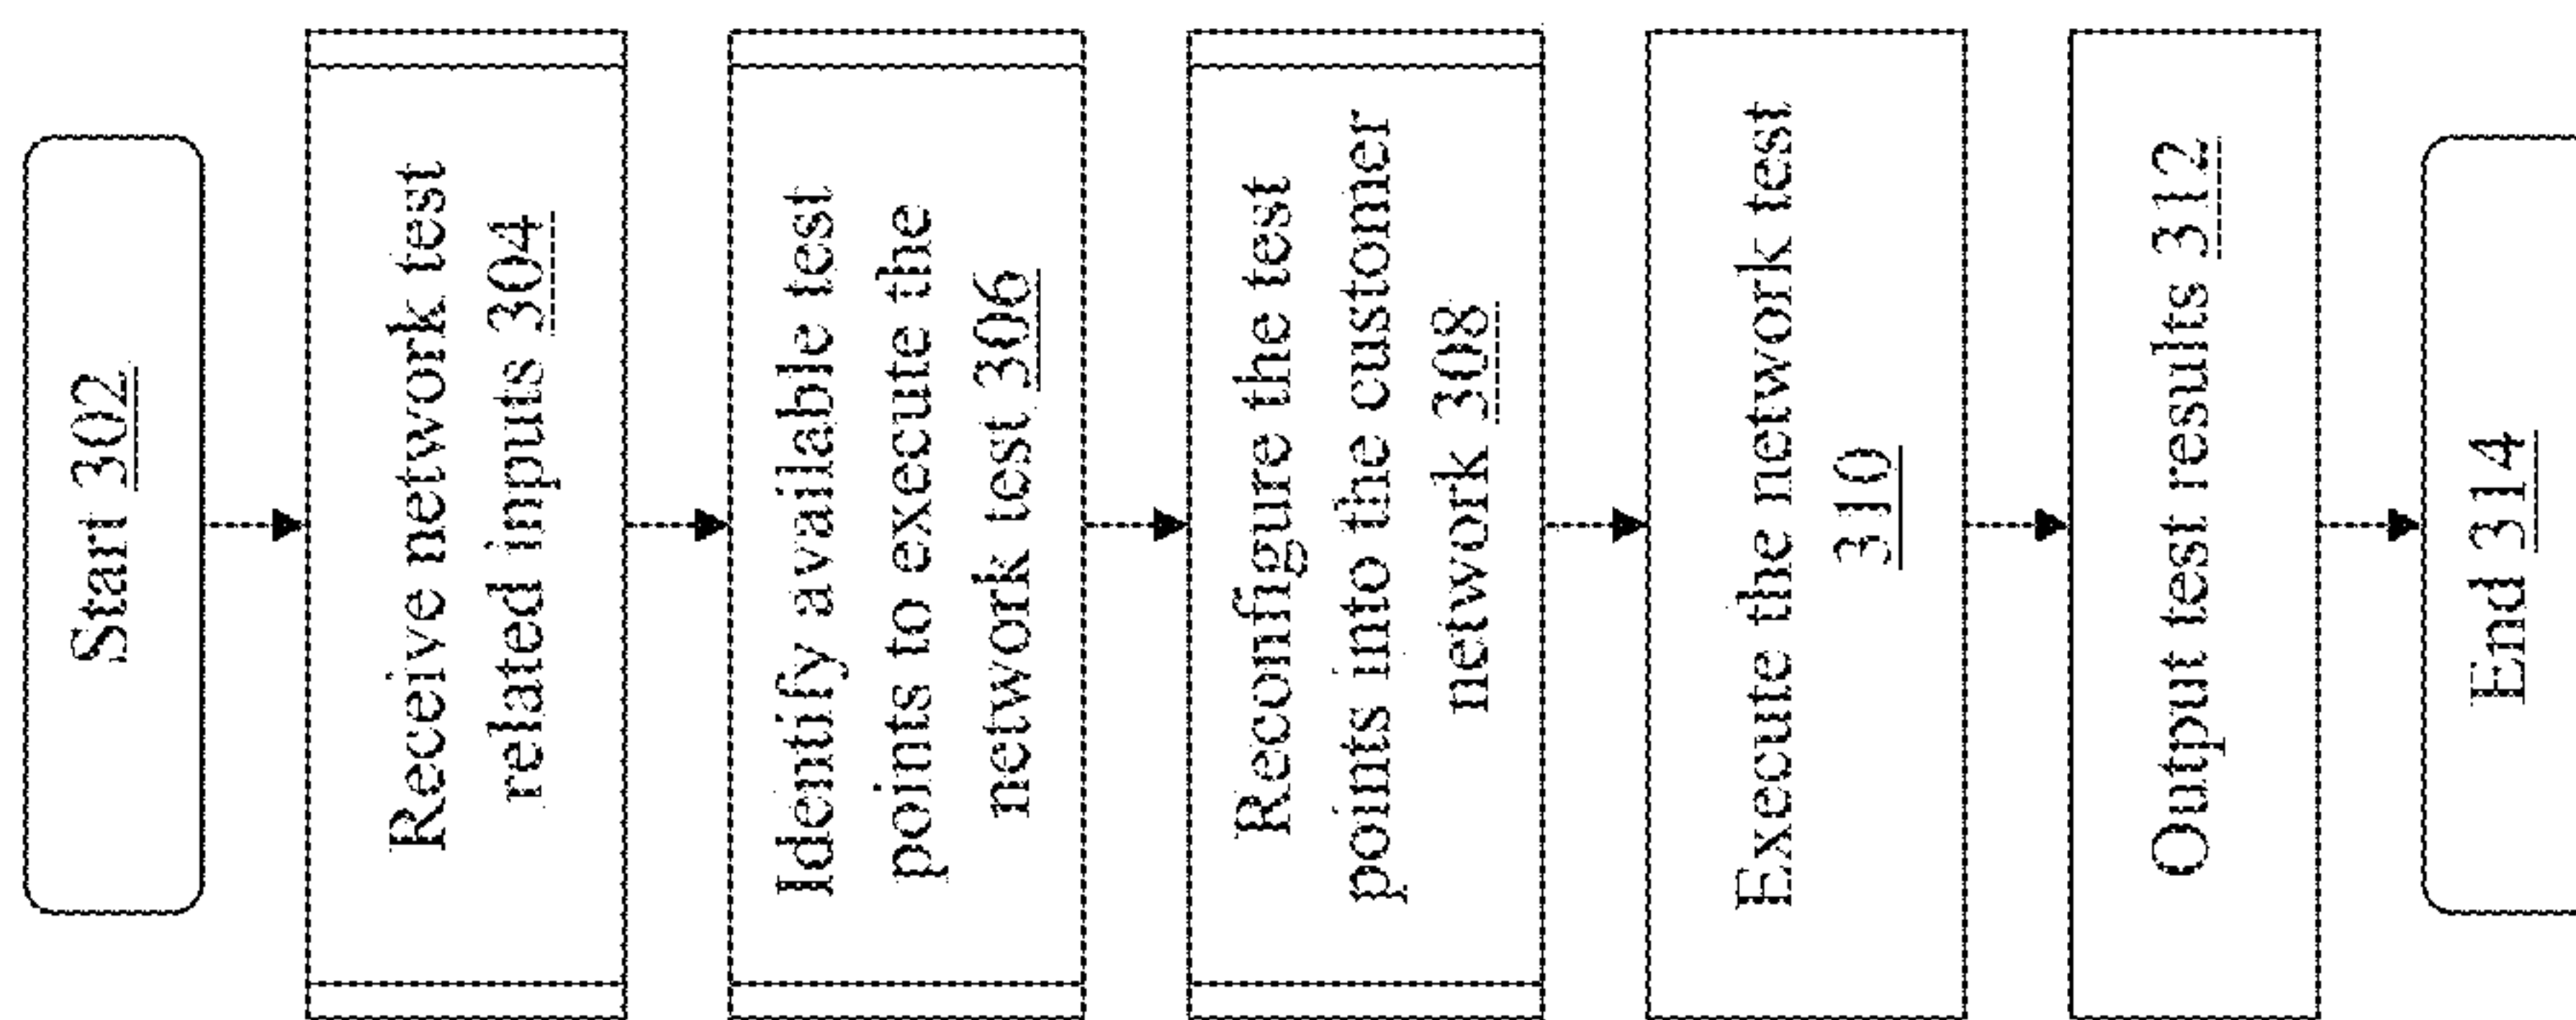 Start 302
Receive network test
related inputs 304
Identify available test
points to execute the
network test 306
Reconfigure the test
points into the customer
network 308
Execute the network test
310
Output test results 312
End 314